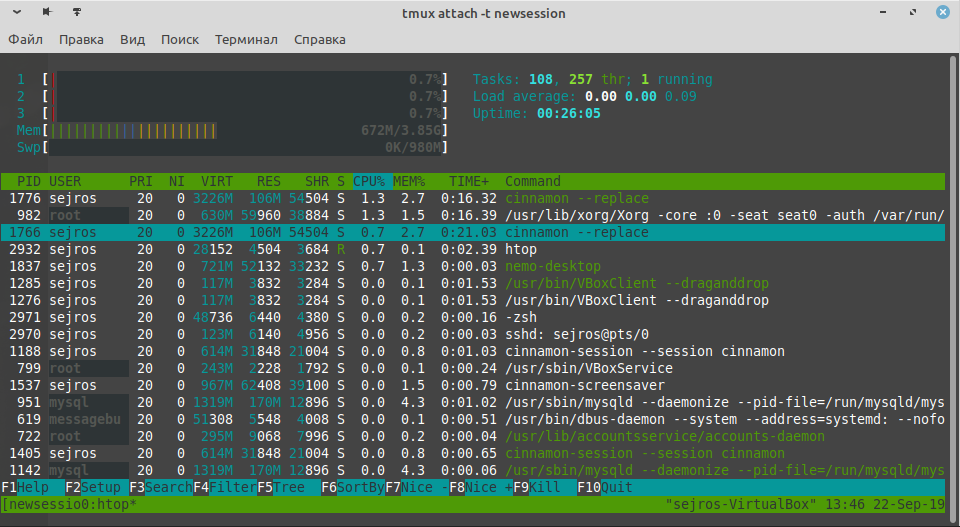 tmux attach -t newsession
Файл Правка Вид Поиск Терминал Справка
1 [ 0.7%] Tasks: 108, 257 thr; 1 running
2 [ 0.7%] Load average: 0.00 0.00 0.09
3 [ 0.7%] Uptime: 00:26:05
Mem[||||||||||||||||||||| 672M/3.85G]
Swp[ 0K/980M]
PID USER PRI NI VIRT RES SHR S CPU% MEM% TIME+ Command
1776 sejros 20 0 3226M 106M 54504 S 1.3 2.7 0:16.32 cinnamon --replace
982 root 20 0 630M 59960 38884 S 1.3 1.5 0:16.39 /usr/lib/xorg/Xorg -core :0 -seat seat0 -auth /var/run/
1766 sejros 20 0 3226M 106M 54504 S 0.7 2.7 0:21.03 cinnamon --replace
2932 sejros 20 0 28152 4504 3684 R 0.7 0.1 0:02.39 htop
1837 sejros 20 0 721M 52132 33232 S 0.7 1.3 0:00.03 nemo-desktop
1285 sejros 20 0 117M 3832 3284 S 0.0 0.1 0:01.53 /usr/bin/VBoxClient --draganddrop
1276 sejros 20 0 117M 3832 3284 S 0.0 0.1 0:01.53 /usr/bin/VBoxClient --draganddrop
2971 sejros 20 0 48736 6440 4380 S 0.0 0.2 0:00.16 -zsh
2970 sejros 20 0 123M 6140 4956 S 0.0 0.2 0:00.03 sshd: sejros@pts/0
1188 sejros 20 0 614M 31848 21004 S 0.0 0.8 0:01.03 cinnamon-session --session cinnamon
799 root 20 0 243M 2228 1792 S 0.0 0.1 0:00.24 /usr/sbin/VBoxService
1537 sejros 20 0 967M 62408 39100 S 0.0 1.5 0:00.79 cinnamon-screensaver
951 mysql 20 0 1319M 170M 12896 S 0.0 4.3 0:01.02 /usr/sbin/mysqld --daemonize --pid-file=/run/mysqld/mys
619 messagebu 20 0 51308 5548 4008 S 0.0 0.1 0:00.51 /usr/bin/dbus-daemon --system --address=systemd: --nofo
722 root 20 0 295M 9068 7996 S 0.0 0.2 0:00.04 /usr/lib/accountsservice/accounts-daemon
1405 sejros 20 0 614M 31848 21004 S 0.0 0.8 0:00.65 cinnamon-session --session cinnamon
1142 mysql 20 0 1319M 170M 12896 S 0.0 4.3 0:00.06 /usr/sbin/mysqld --daemonize --pid-file=/run/mysqld/mys
F1Help F2Setup F3SearchF4FilterF5Tree F6SortByF7Nice -F8Nice +F9Kill F10Quit
[newsessio0:htop* "sejros-VirtualBox" 13:46 22-Sep-19